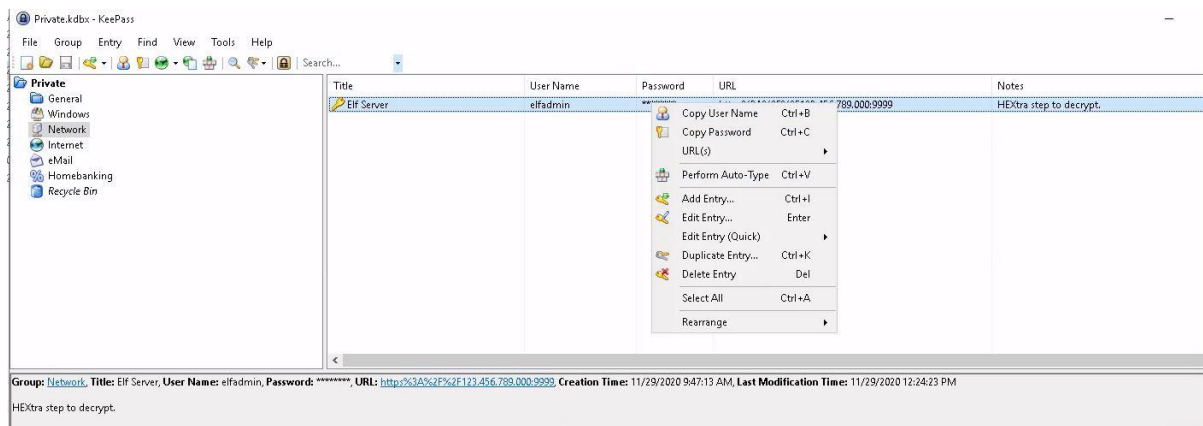 Private.kdbx - KeePass
File Group Entry Find View Tools Help
Search...
Private
General
Windows
Network
Internet
eMail
Homebanking
Recycle Bin
Title User Name Password URL Notes
Elf Server elfadmin 789.000:9999 HEXtra step to decrypt.
Copy User Name Ctrl+B
Copy Password Ctrl+C
URL(s)
Perform Auto-Type Ctrl+V
Add Entry... Ctrl+I
Edit Entry... Enter
Edit Entry (Quick)
Duplicate Entry... Ctrl+K
Delete Entry Del
Select All Ctrl+A
Rearrange
Group: Network, Title: Elf Server, User Name: elfadmin, Password: ********, URL: https%3A%2F%2F123.456.789.000:9999, Creation Time: 11/29/2020 9:47:13 AM, Last Modification Time: 11/29/2020 12:24:23 PM
HEXtra step to decrypt.